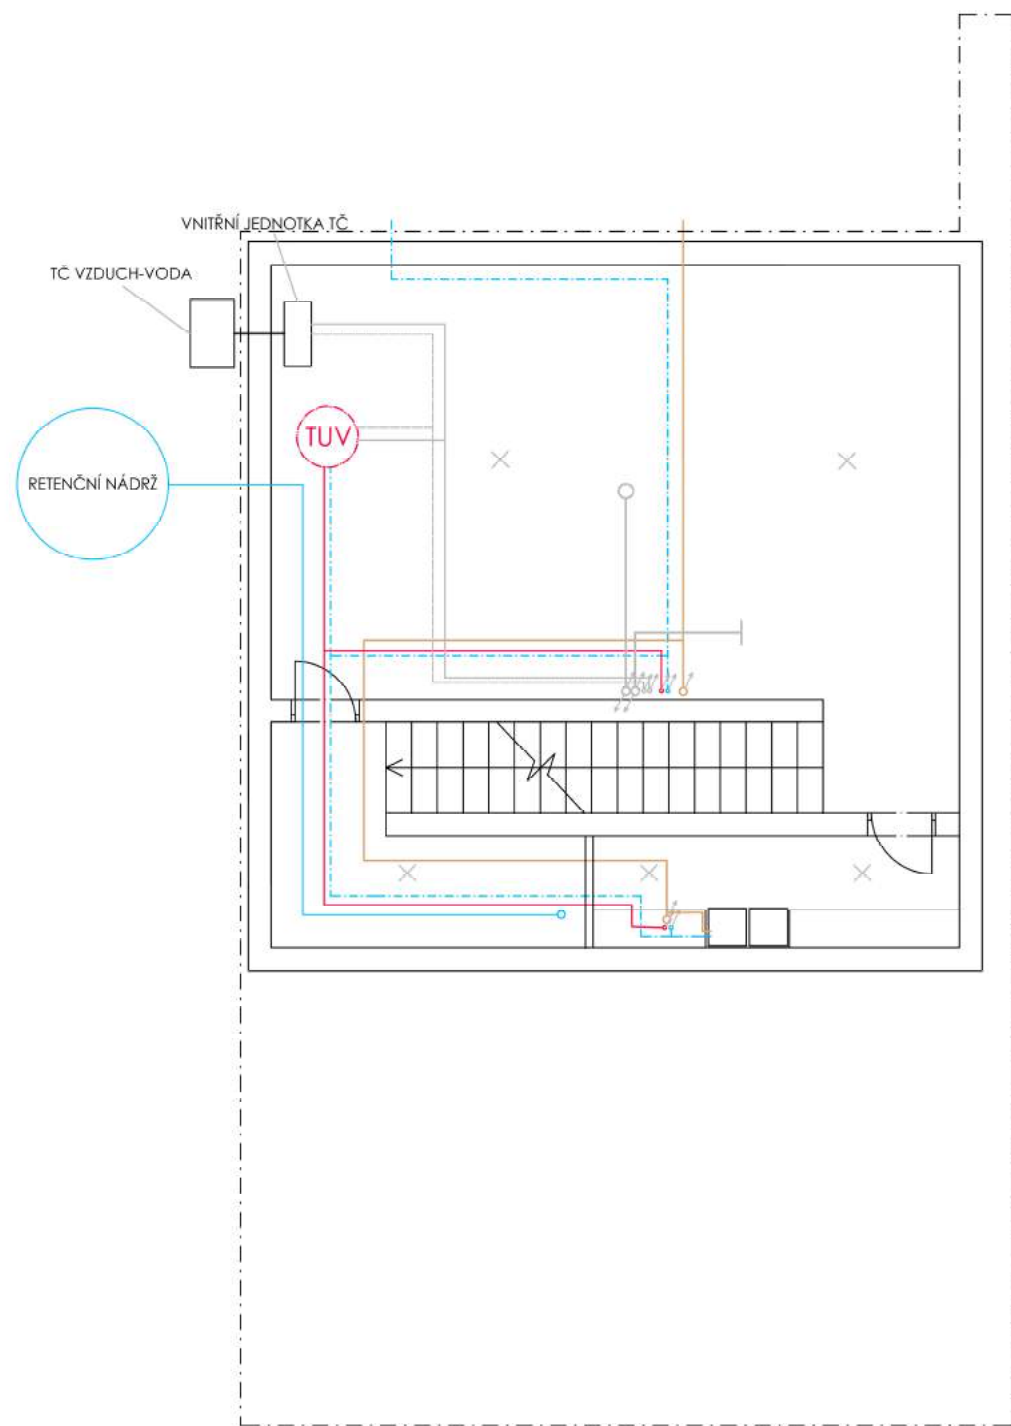 VNITŘNÍ JEDNOTKA TČ
TČ VZDUCH-VODA
TUV
RETENČNÍ NÁDRŽ